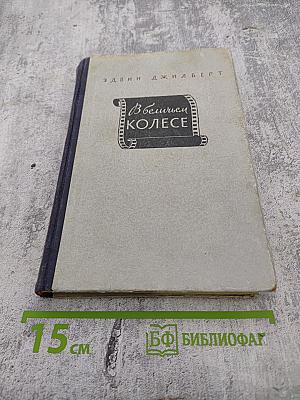 ЭДВИН ДЖИЛБЕРТ
В беличьем
КОЛЕСЕ
15 см
БФ БИБЛИОФАГ